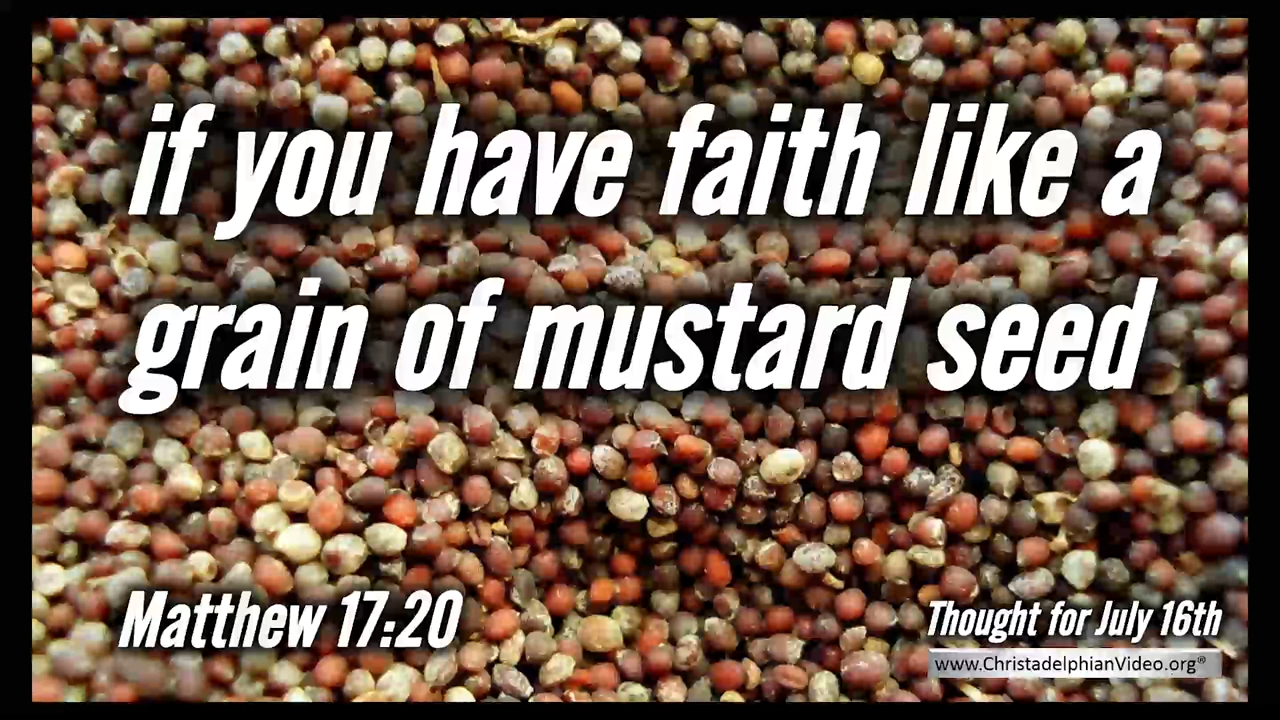 if you have faith like a
grain of mustard seed
Matthew 17:20
Thought for July 16th
www.ChristadelphianVideo.org®